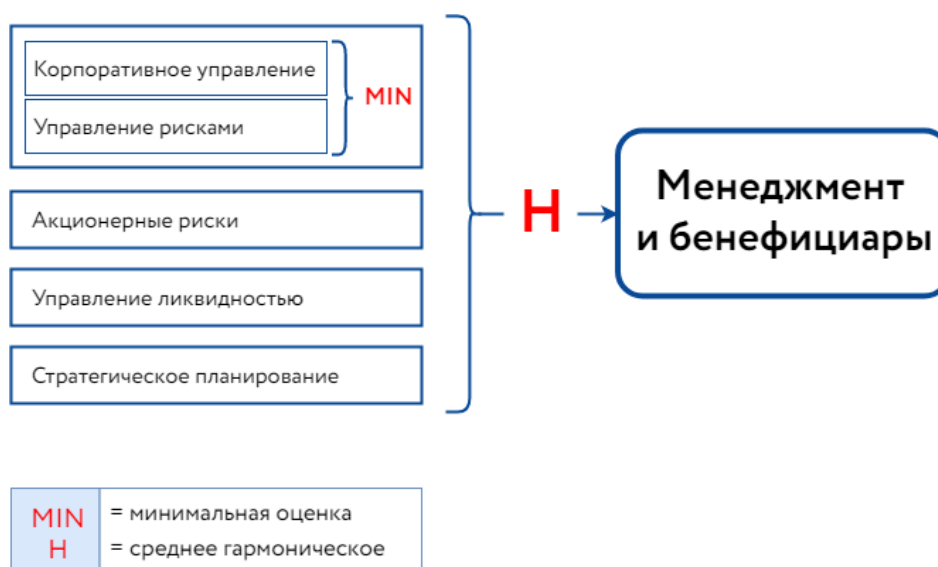 Корпоративное управление
MIN
Управление рисками
Акционерные риски
Управление ликвидностью
Стратегическое планирование
H
Менеджмент
и бенефициары
MIN = минимальная оценка
H = среднее гармоническое